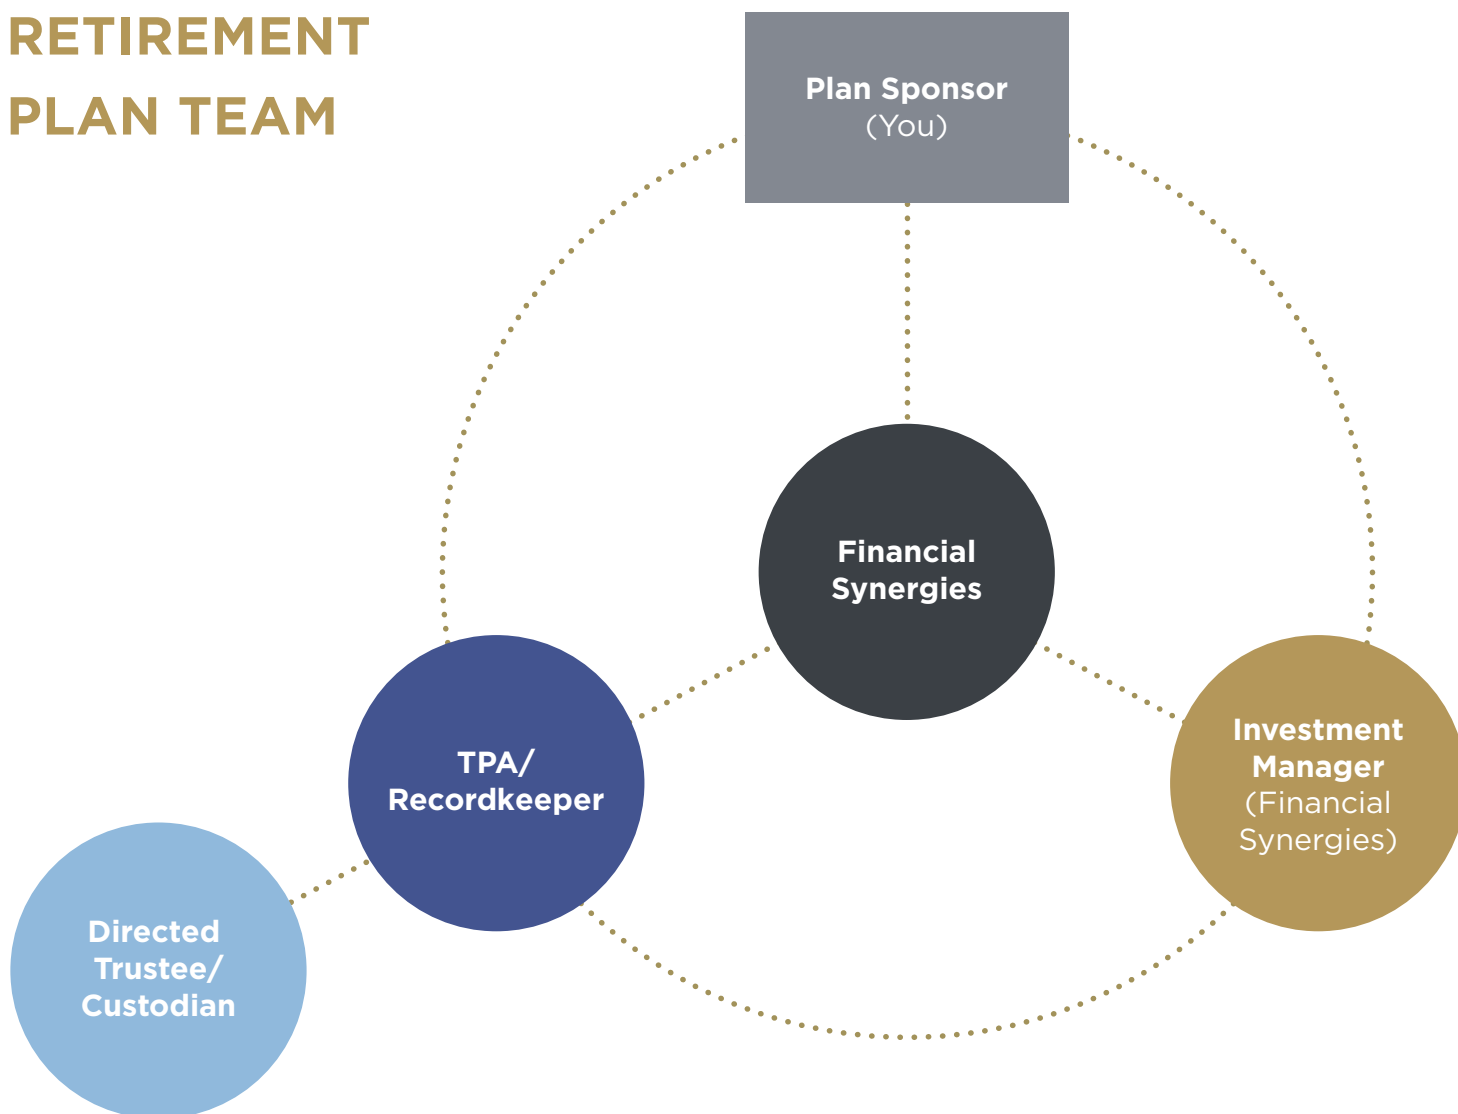 RETIREMENT
PLAN TEAM
Plan Sponsor
(You)
Financial
Synergies
TPA/
Recordkeeper
Investment
Manager
(Financial
Synergies)
Directed
Trustee/
Custodian